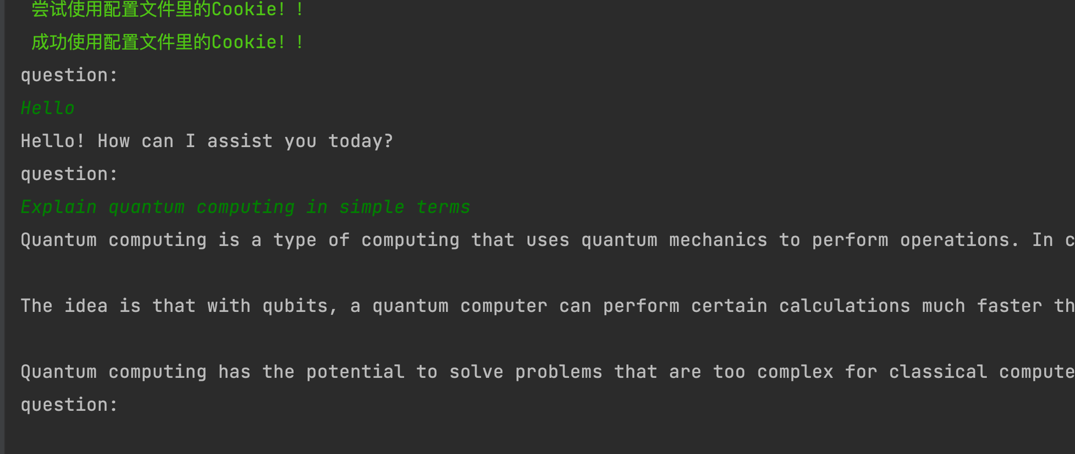 尝试使用配置文件里的Cookie！！
成功使用配置文件里的Cookie！！
question:
Hello
Hello! How can I assist you today?
question:
Explain quantum computing in simple terms
Quantum computing is a type of computing that uses quantum mechanics to perform operations. In c
The idea is that with qubits, a quantum computer can perform certain calculations much faster th
Quantum computing has the potential to solve problems that are too complex for classical compute
question: